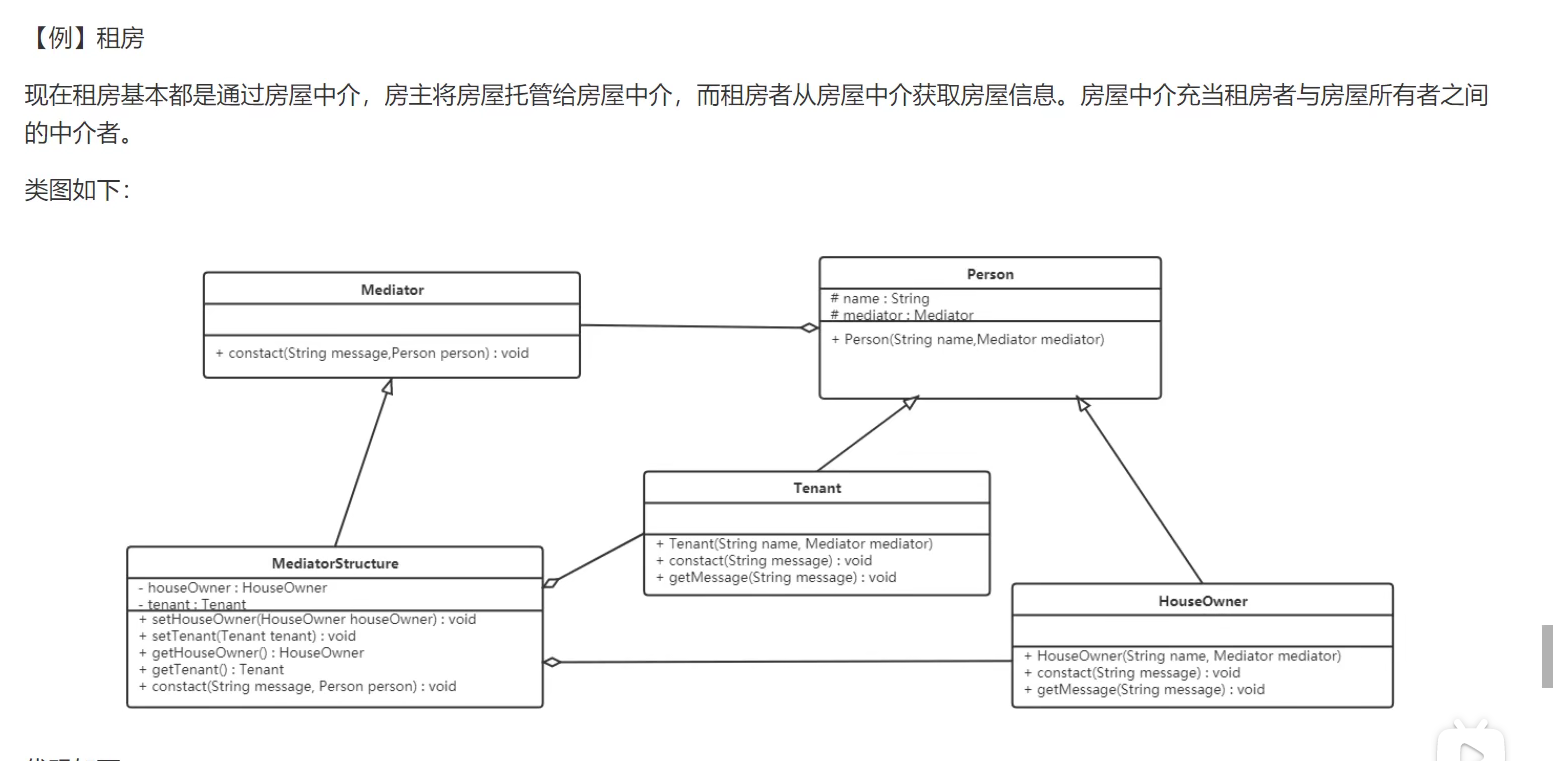 【例】租房
现在租房基本都是通过房屋中介，房主将房屋托管给房屋中介，而租房者从房屋中介获取房屋信息。房屋中介充当租房者与房屋所有者之间
的中介者。
类图如下：
Mediator
+ constact(String message,Person person) : void
Person
# name : String
# mediator : Mediator
+ Person(String name,Mediator mediator)
Tenant
+ Tenant(String name, Mediator mediator)
+ constact(String message) : void
+ getMessage(String message) : void
MediatorStructure
- houseOwner : HouseOwner
- tenant : Tenant
+ setHouseOwner(HouseOwner houseOwner) : void
+ setTenant(Tenant tenant) : void
+ getHouseOwner() : HouseOwner
+ getTenant() : Tenant
+ constact(String message, Person person) : void
HouseOwner
+ HouseOwner(String name, Mediator mediator)
+ constact(String message) : void
+ getMessage(String message) : void